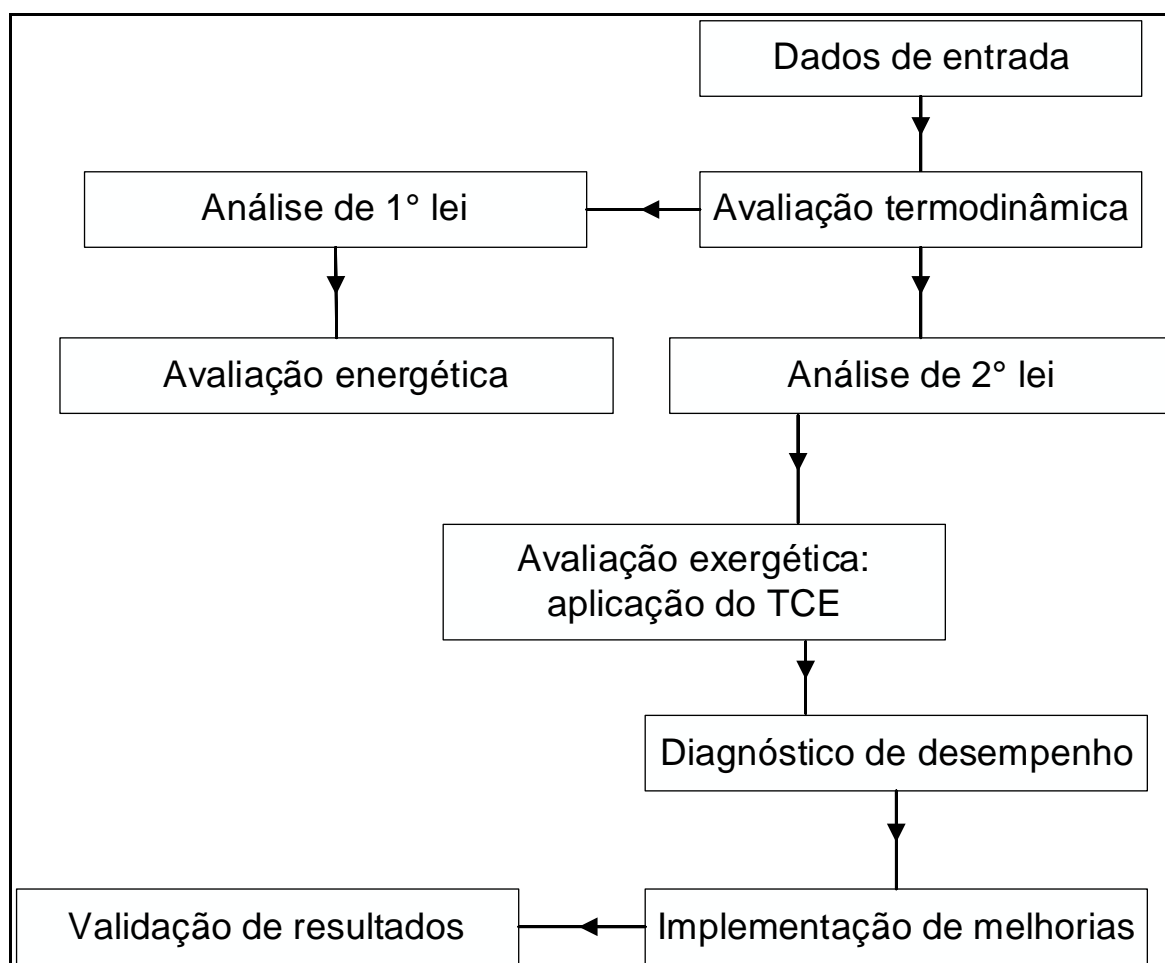 Dados de entrada
Análise de 1° lei
Avaliação termodinâmica
Avaliação energética
Análise de 2° lei
Avaliação exergética:
aplicação do TCE
Diagnóstico de desempenho
Validação de resultados
Implementação de melhorias